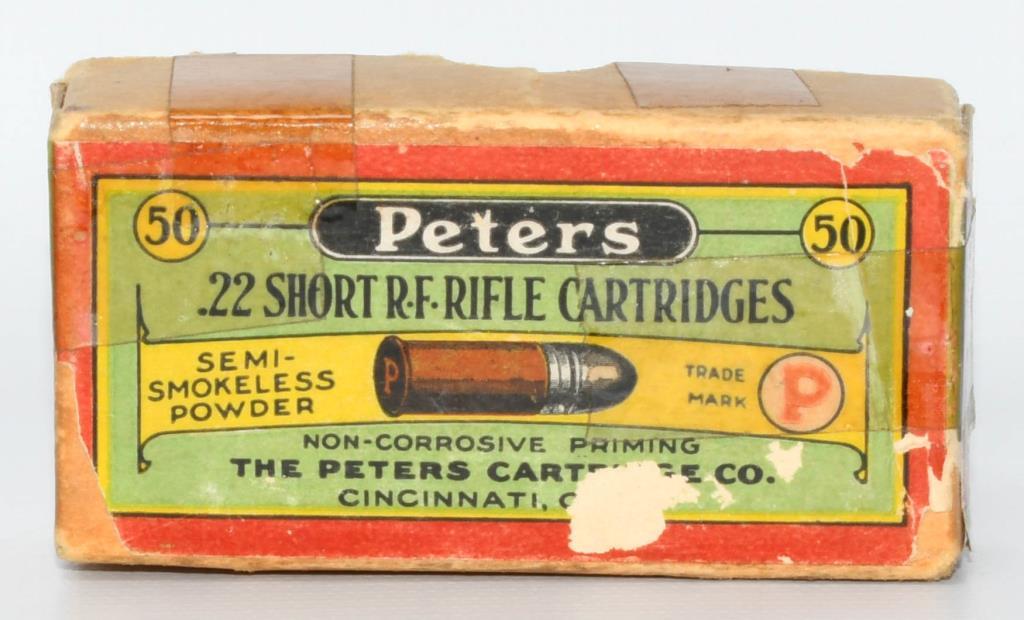 50 Peters 50
.22 SHORT R.F. RIFLE CARTRIDGES
SEMI-
SMOKELESS
POWDER
P
TRADE
MARK
P
NON-CORROSIVE PRIMING
THE PETERS CO.
CINCINNATI,